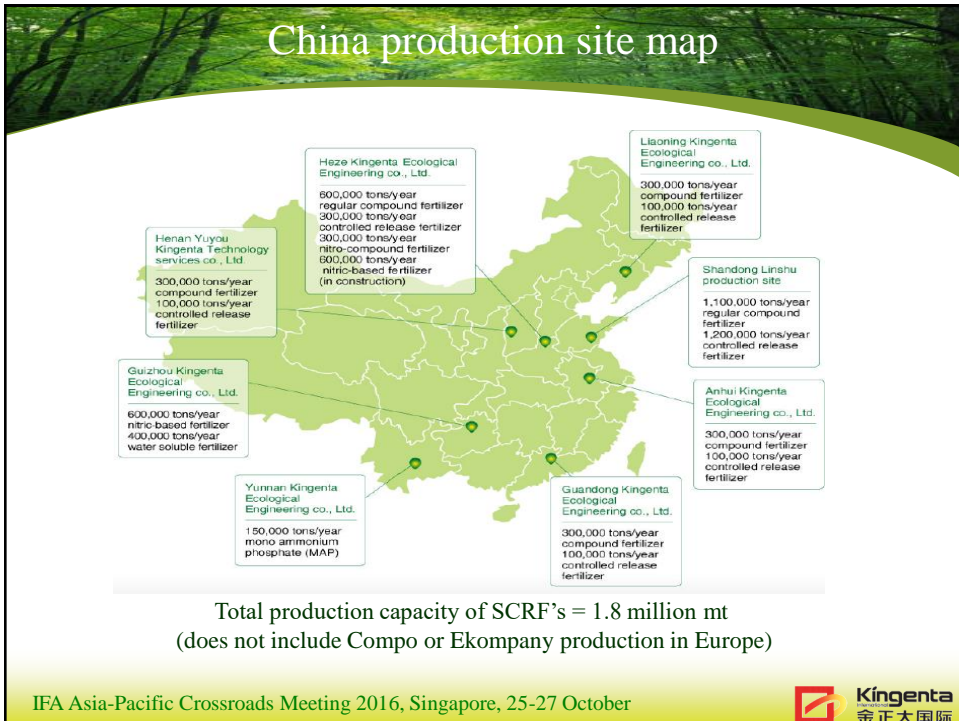 China production site map
Liaoning Kingenta
Ecological
Engineering co., Ltd.
300,000 tons/year
compound fertilizer
100,000 tons/year
controlled release
fertilizer
Heze Kingenta Ecological
Engineering co., Ltd.
600,000 tons/year
regular compound fertilizer
300,000 tons/year
controlled release fertilizer
300,000 tons/year
nitro-compound fertilizer
600,000 tons/year
nitric-based fertilizer
(in construction)
Henan Yuyou
Kingenta Technology
services co., Ltd.
300,000 tons/year
compound fertilizer
100,000 tons/year
controlled release
fertilizer
Shandong Linshu
production site
1,100,000 tons/year
regular compound
fertilizer
1,200,000 tons/year
controlled release
fertilizer
Guizhou Kingenta
Ecological
Engineering co., Ltd.
600,000 tons/year
nitric-based fertilizer
400,000 tons/year
water soluble fertilizer
Anhui Kingenta
Ecological
Engineering co., Ltd.
300,000 tons/year
compound fertilizer
100,000 tons/year
controlled release
fertilizer
Yunnan Kingenta
Ecological
Engineering co., Ltd.
150,000 tons/year
mono ammonium
phosphate (MAP)
Guandong Kingenta
Ecological
Engineering co., Ltd.
300,000 tons/year
compound fertilizer
100,000 tons/year
controlled release
fertilizer
Total production capacity of SCRF's = 1.8 million mt
(does not include Compo or Ekompany production in Europe)
IFA Asia-Pacific Crossroads Meeting 2016, Singapore, 25-27 October
Kingenta
International
金正大国际